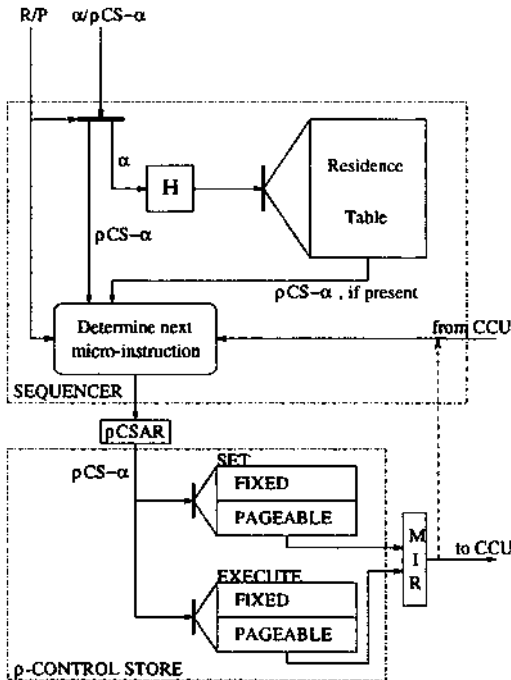 R/P
α/ρCS-α
α
H
Residence
Table
ρCS-α
ρCS-α , if present
Determine next
micro-instruction
from CCU
SEQUENCER
ρCSAR
ρCS-α
SET
FIXED
PAGEABLE
M
I
R
to CCU
EXECUTE
FIXED
PAGEABLE
ρ-CONTROL STORE